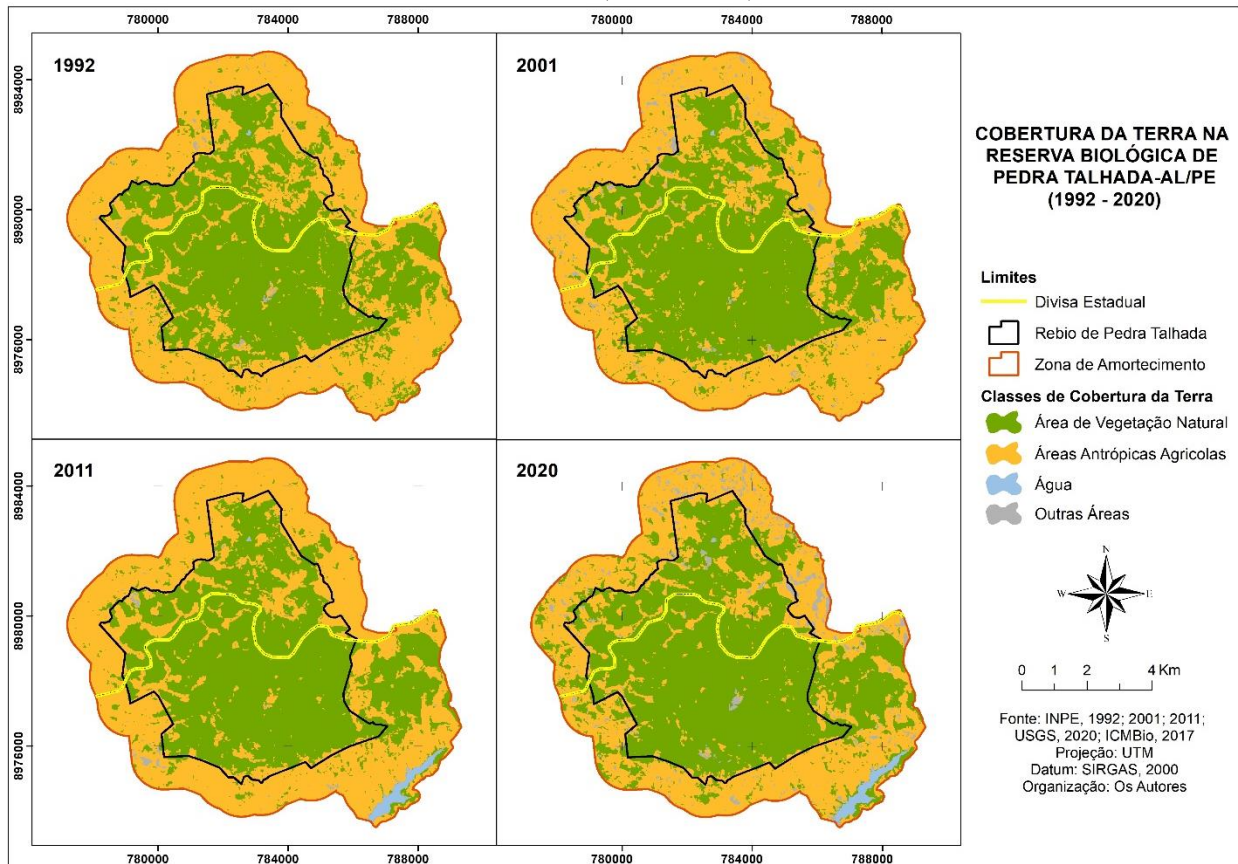 780000 784000 788000 780000 784000 788000
1992
2001
8984000
8980000
8976000
2011
2020
8984000
8980000
8976000
780000 784000 788000 780000 784000 788000
COBERTURA DA TERRA NA
RESERVA BIOLÓGICA DE
PEDRA TALHADA-AL/PE
(1992 - 2020)
Limites
Divisa Estadual
Rebio de Pedra Talhada
Zona de Amortecimento
Classes de Cobertura da Terra
Área de Vegetação Natural
Áreas Antrópicas Agricolas
Água
Outras Áreas
N
W E
S
0 1 2 4 Km
Fonte: INPE, 1992; 2001; 2011;
USGS, 2020; ICMBio, 2017
Projeção: UTM
Datum: SIRGAS, 2000
Organização: Os Autores